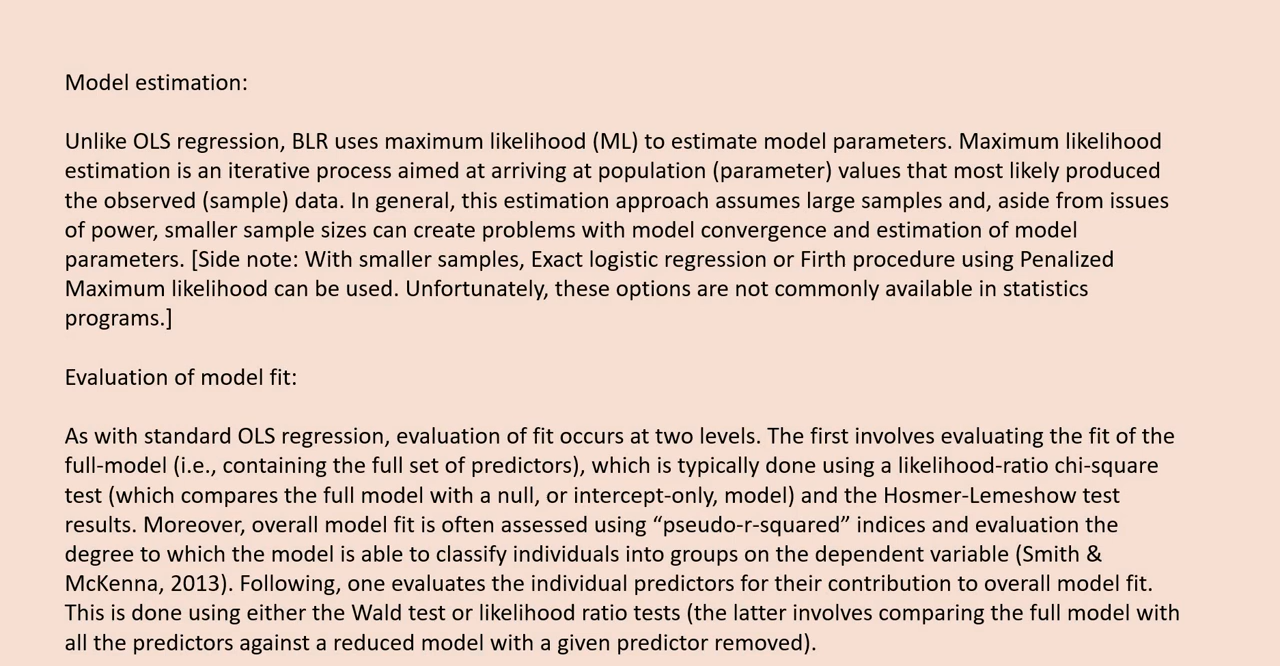 Model estimation:
Unlike OLS regression, BLR uses maximum likelihood (ML) to estimate model parameters. Maximum likelihood
estimation is an iterative process aimed at arriving at population (parameter) values that most likely produced
the observed (sample) data. In general, this estimation approach assumes large samples and, aside from issues
of power, smaller sample sizes can create problems with model convergence and estimation of model
parameters. [Side note: With smaller samples, Exact logistic regression or Firth procedure using Penalized
Maximum likelihood can be used. Unfortunately, these options are not commonly available in statistics
programs.]
Evaluation of model fit:
As with standard OLS regression, evaluation of fit occurs at two levels. The first involves evaluating the fit of the
full-model (i.e., containing the full set of predictors), which is typically done using a likelihood-ratio chi-square
test (which compares the full model with a null, or intercept-only, model) and the Hosmer-Lemeshow test
results. Moreover, overall model fit is often assessed using “pseudo-r-squared” indices and evaluation the
degree to which the model is able to classify individuals into groups on the dependent variable (Smith &
McKenna, 2013). Following, one evaluates the individual predictors for their contribution to overall model fit.
This is done using either the Wald test or likelihood ratio tests (the latter involves comparing the full model with
all the predictors against a reduced model with a given predictor removed).